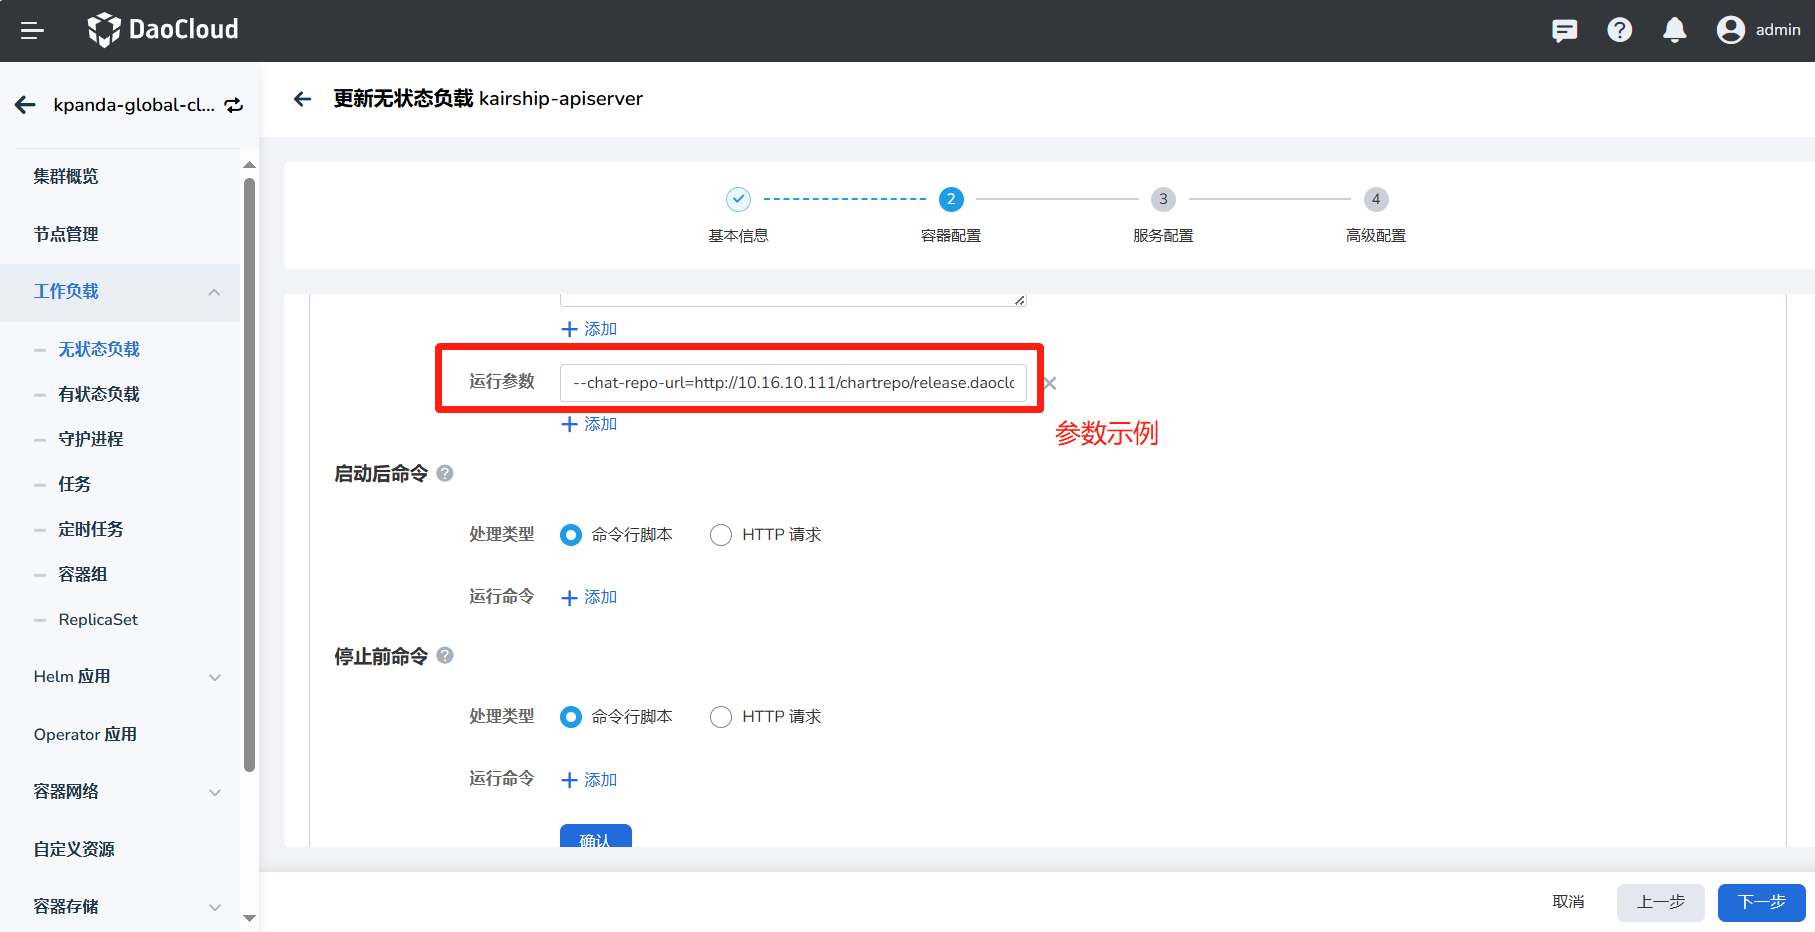 DaoCloud
admin
kpanda-global-cl...
更新无状态负载 kairship-apiserver
集群概览
节点管理
工作负载
无状态负载
有状态负载
守护进程
任务
定时任务
容器组
ReplicaSet
Helm 应用
Operator 应用
容器网络
自定义资源
容器存储
2
3
4
基本信息
容器配置
服务配置
高级配置
添加
运行参数
--chat-repo-url=http://10.16.10.111/chartrepo/release.daoclo
添加
参数示例
启动后命令
处理类型
命令行脚本
HTTP 请求
运行命令
添加
停止前命令
处理类型
命令行脚本
HTTP 请求
运行命令
添加
确认
取消
上一步
下一步